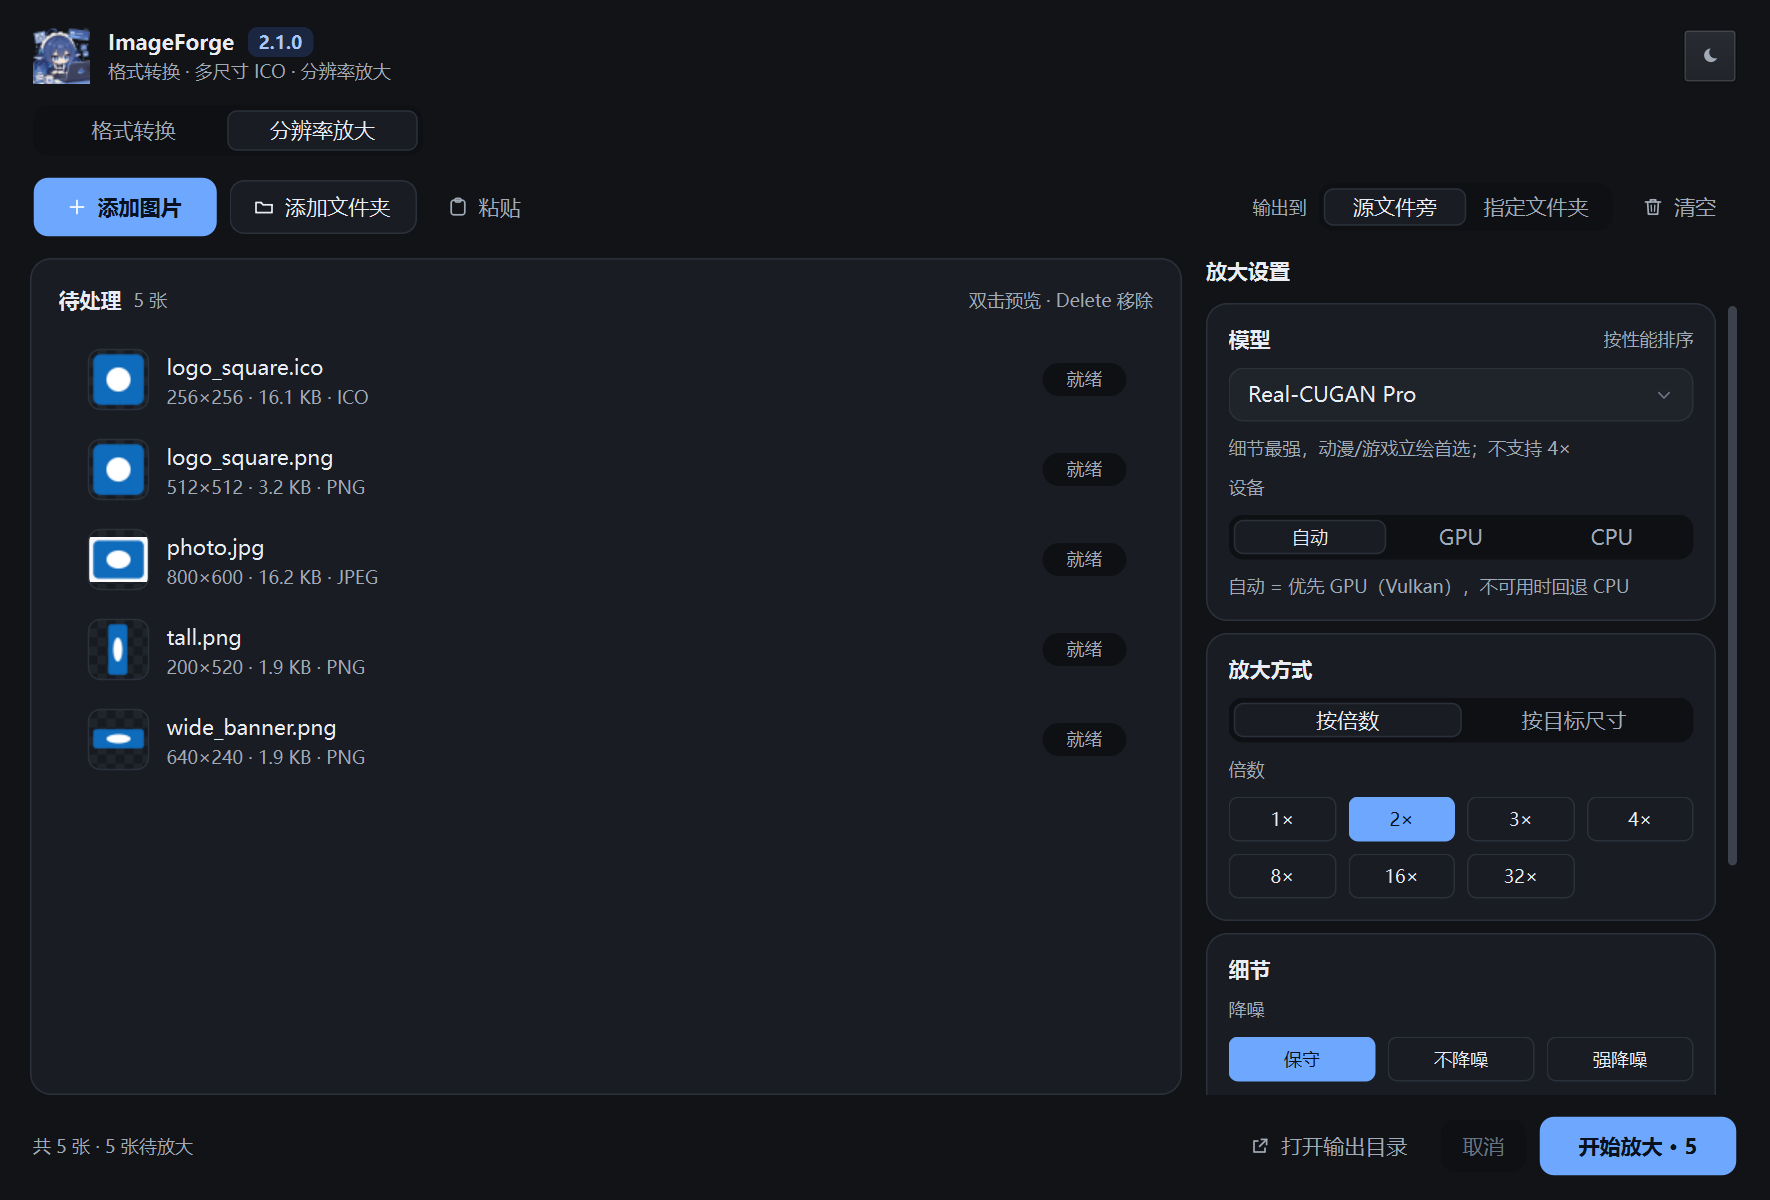 ImageForge 2.1.0
格式转换 · 多尺寸 ICO · 分辨率放大
格式转换 分辨率放大
添加图片 添加文件夹 粘贴 输出到 源文件旁 指定文件夹 清空
待处理 5 张 双击预览 · Delete 移除
logo_square.ico
256×256 · 16.1 KB · ICO
就绪
logo_square.png
512×512 · 3.2 KB · PNG
就绪
photo.jpg
800×600 · 16.2 KB · JPEG
就绪
tall.png
200×520 · 1.9 KB · PNG
就绪
wide_banner.png
640×240 · 1.9 KB · PNG
就绪
放大设置
模型 按性能排序
Real-CUGAN Pro
细节最强，动漫/游戏立绘首选；不支持 4×
设备
自动 GPU CPU
自动 = 优先 GPU（Vulkan），不可用时回退 CPU
放大方式
按倍数 按目标尺寸
倍数
1× 2× 3× 4×
8× 16× 32×
细节
降噪
保守 不降噪 强降噪
共 5 张 · 5 张待放大 打开输出目录 取消 开始放大 • 5